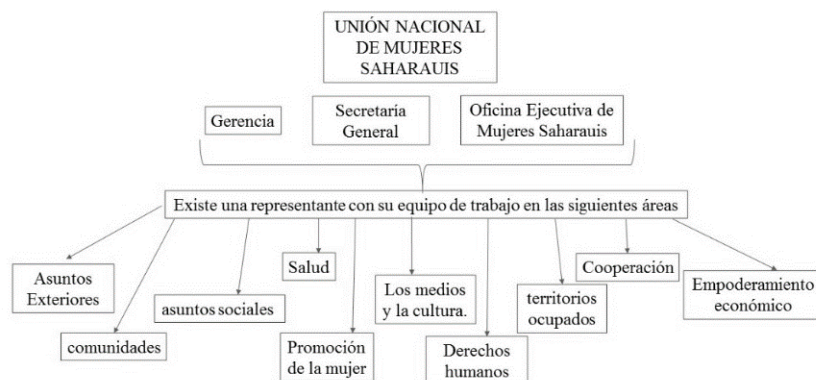 UNIÓN NACIONAL
DE MUJERES
SAHARAUIS
Gerencia
Secretaría
General
Oficina Ejecutiva de
Mujeres Saharauis
Existe una representante con su equipo de trabajo en las siguientes áreas
Asuntos
Exteriores
comunidades
asuntos sociales
Salud
Promoción
de la mujer
Los medios
y la cultura.
Derechos
humanos
territorios
ocupados
Cooperación
Empoderamiento
económico